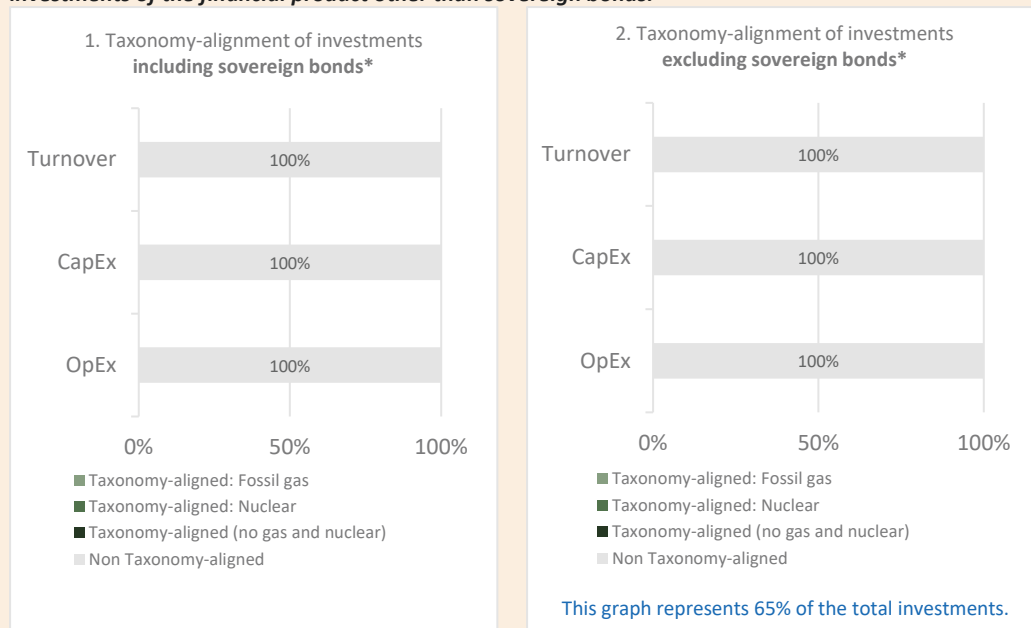 investments of the financial product other than sovereign bonds.
1. Taxonomy-alignment of investments
including sovereign bonds*
Turnover
100%
CapEx
100%
OpEx
100%
0% 50% 100%
Taxonomy-aligned: Fossil gas
Taxonomy-aligned: Nuclear
Taxonomy-aligned (no gas and nuclear)
Non Taxonomy-aligned
2. Taxonomy-alignment of investments
excluding sovereign bonds*
Turnover
100%
CapEx
100%
OpEx
100%
0% 50% 100%
Taxonomy-aligned: Fossil gas
Taxonomy-aligned: Nuclear
Taxonomy-aligned (no gas and nuclear)
Non Taxonomy-aligned
This graph represents 65% of the total investments.